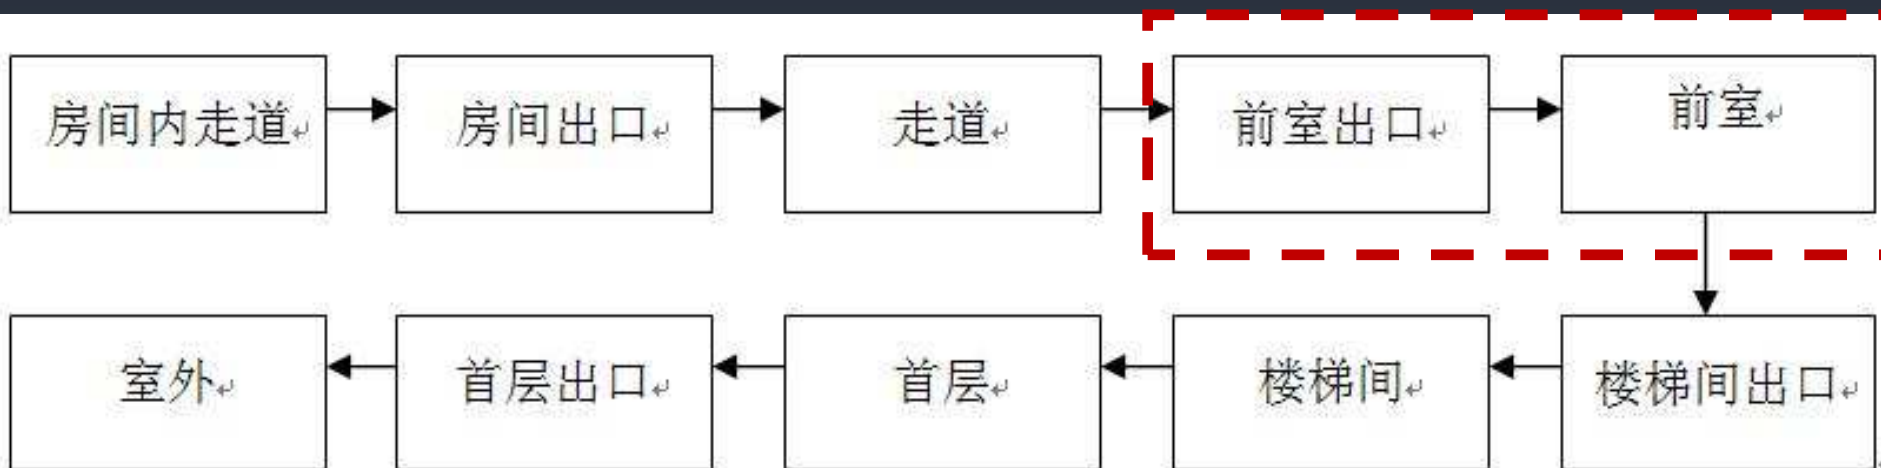 房间内走道
房间出口
走道
前室出口
前室
室外
首层出口
首层
楼梯间
楼梯间出口